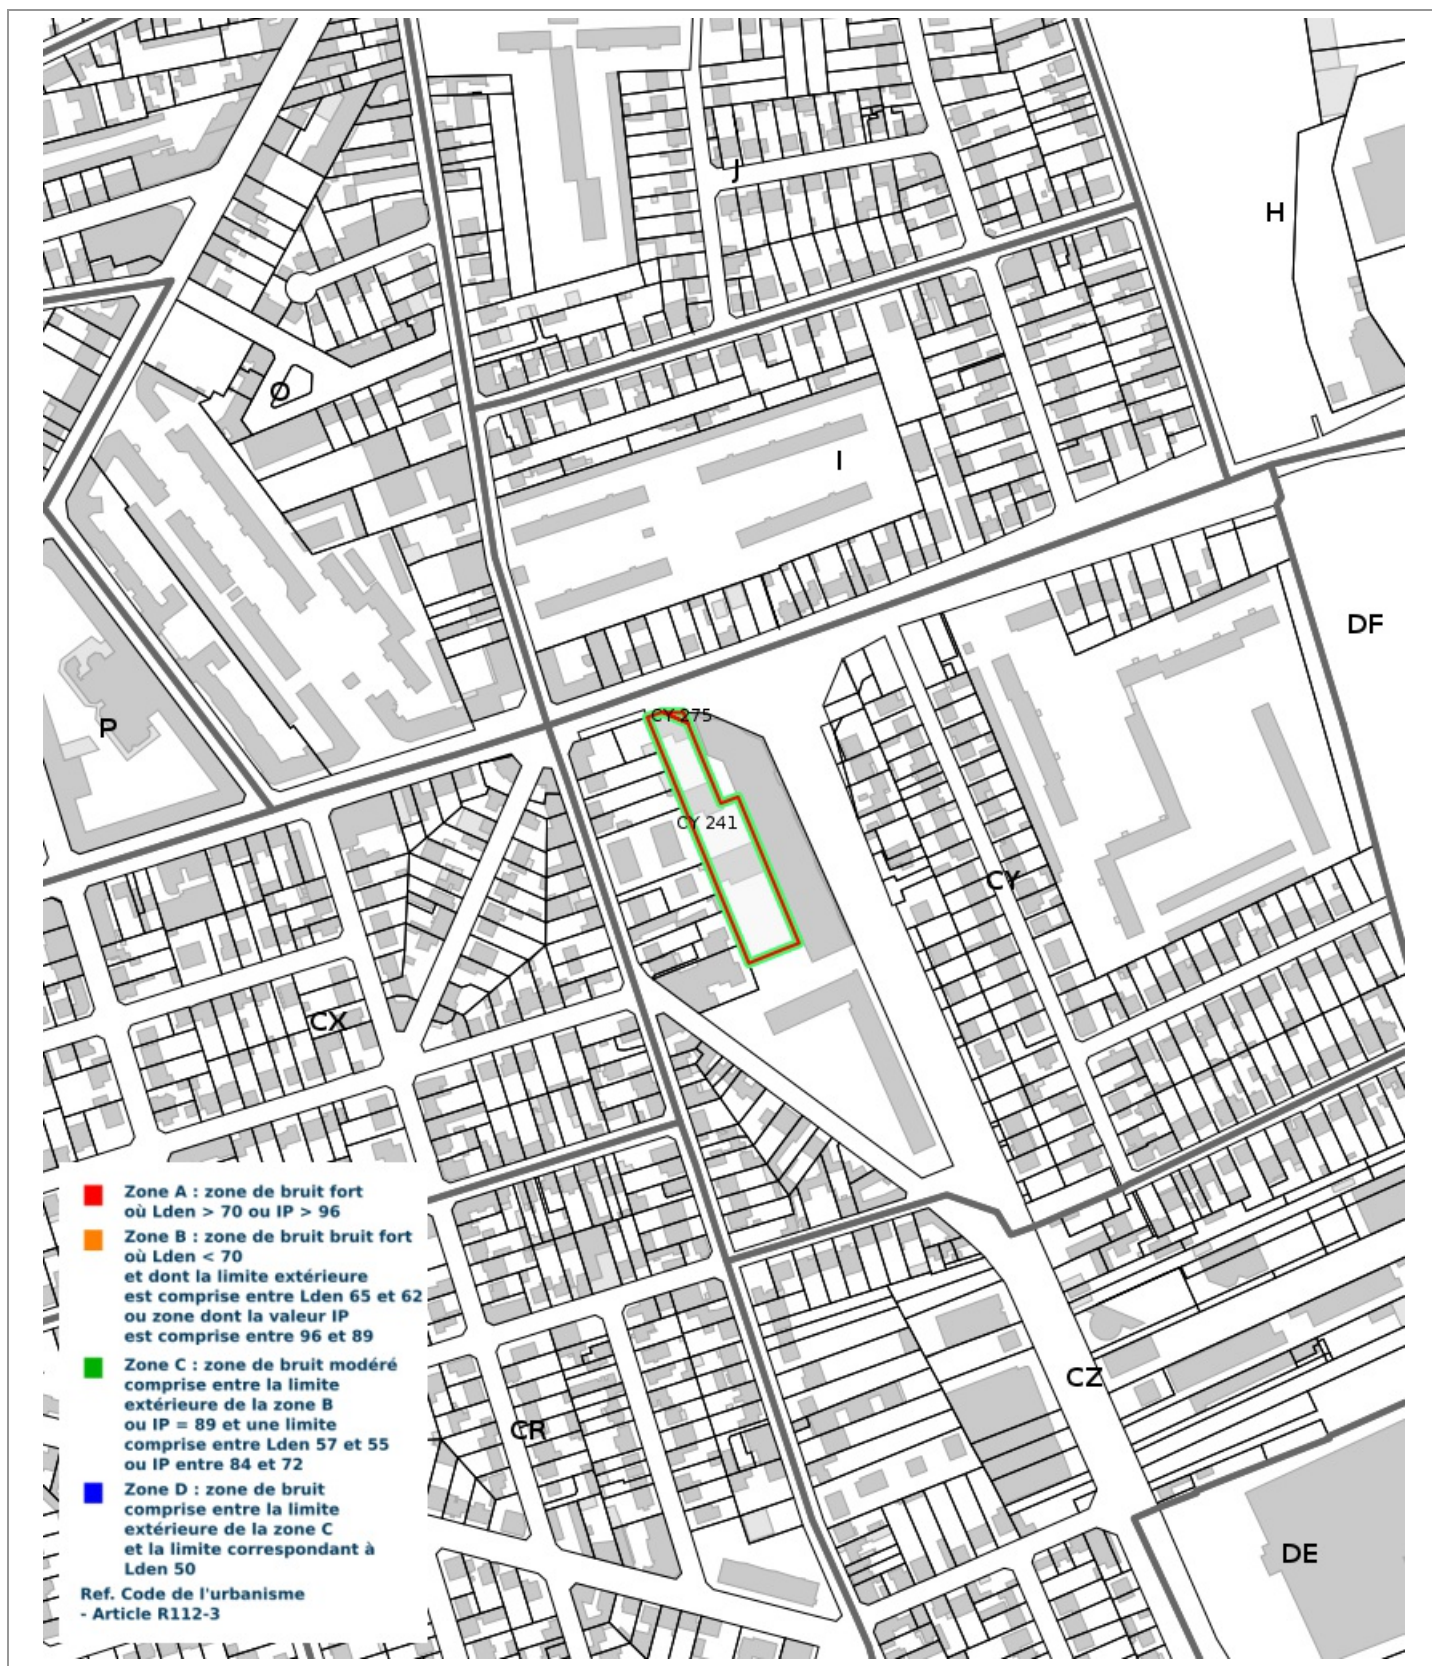 J
H
O
I
DF
P
CY 275
CY 241
CY
CX
Zone A : zone de bruit fort
où Lden > 70 ou IP > 96
Zone B : zone de bruit bruit fort
où Lden < 70
et dont la limite extérieure
est comprise entre Lden 65 et 62
ou zone dont la valeur IP
est comprise entre 96 et 89
Zone C : zone de bruit modéré
comprise entre la limite
extérieure de la zone B
ou IP = 89 et une limite
comprise entre Lden 57 et 55
ou IP entre 84 et 72
Zone D : zone de bruit
comprise entre la limite
extérieure de la zone C
et la limite correspondant à
Lden 50
Ref. Code de l'urbanisme
- Article R112-3
CZ
CR
DE